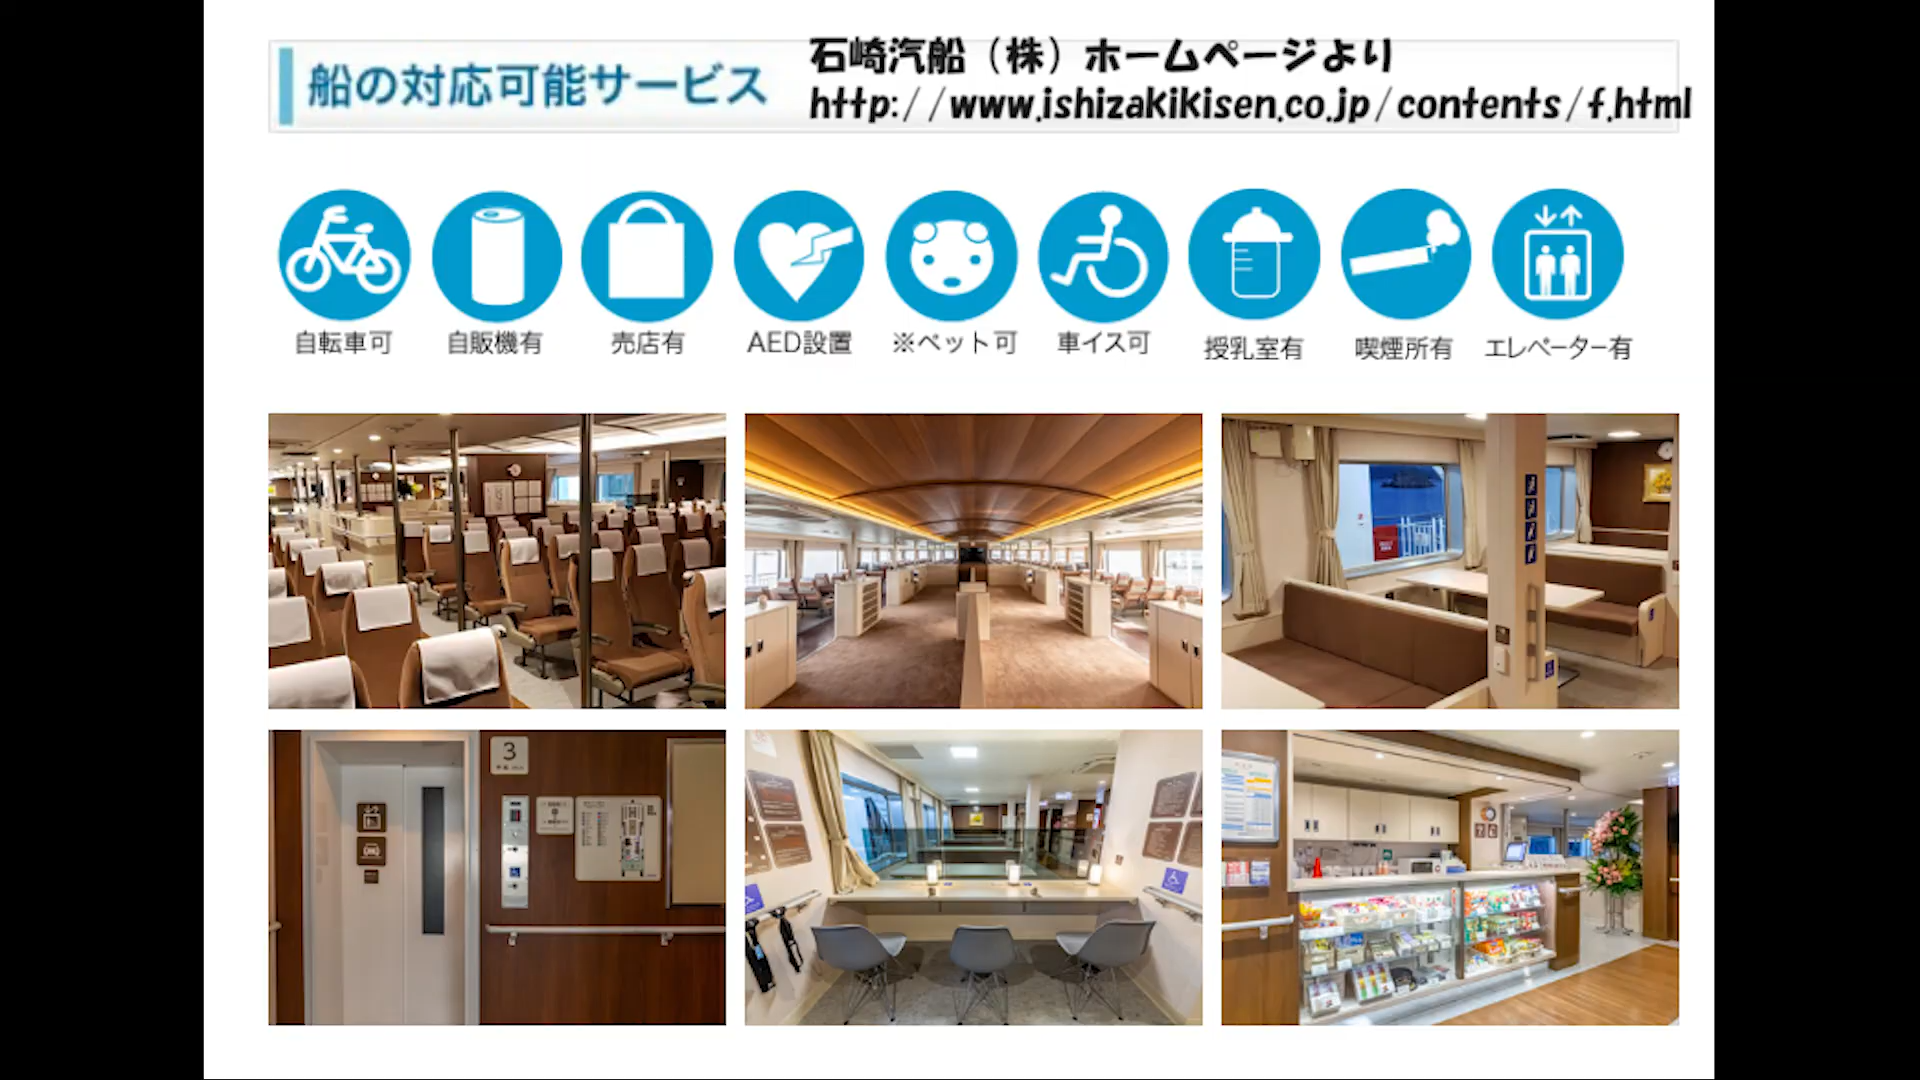 船の対応可能サービス
石崎汽船（株）ホームページより
http://www.ishizakikisen.co.jp/contents/f.html
自転車可
自販機有
売店有
AED設置
※ペット可
車イス可
授乳室有
喫煙所有
エレベーター有
3